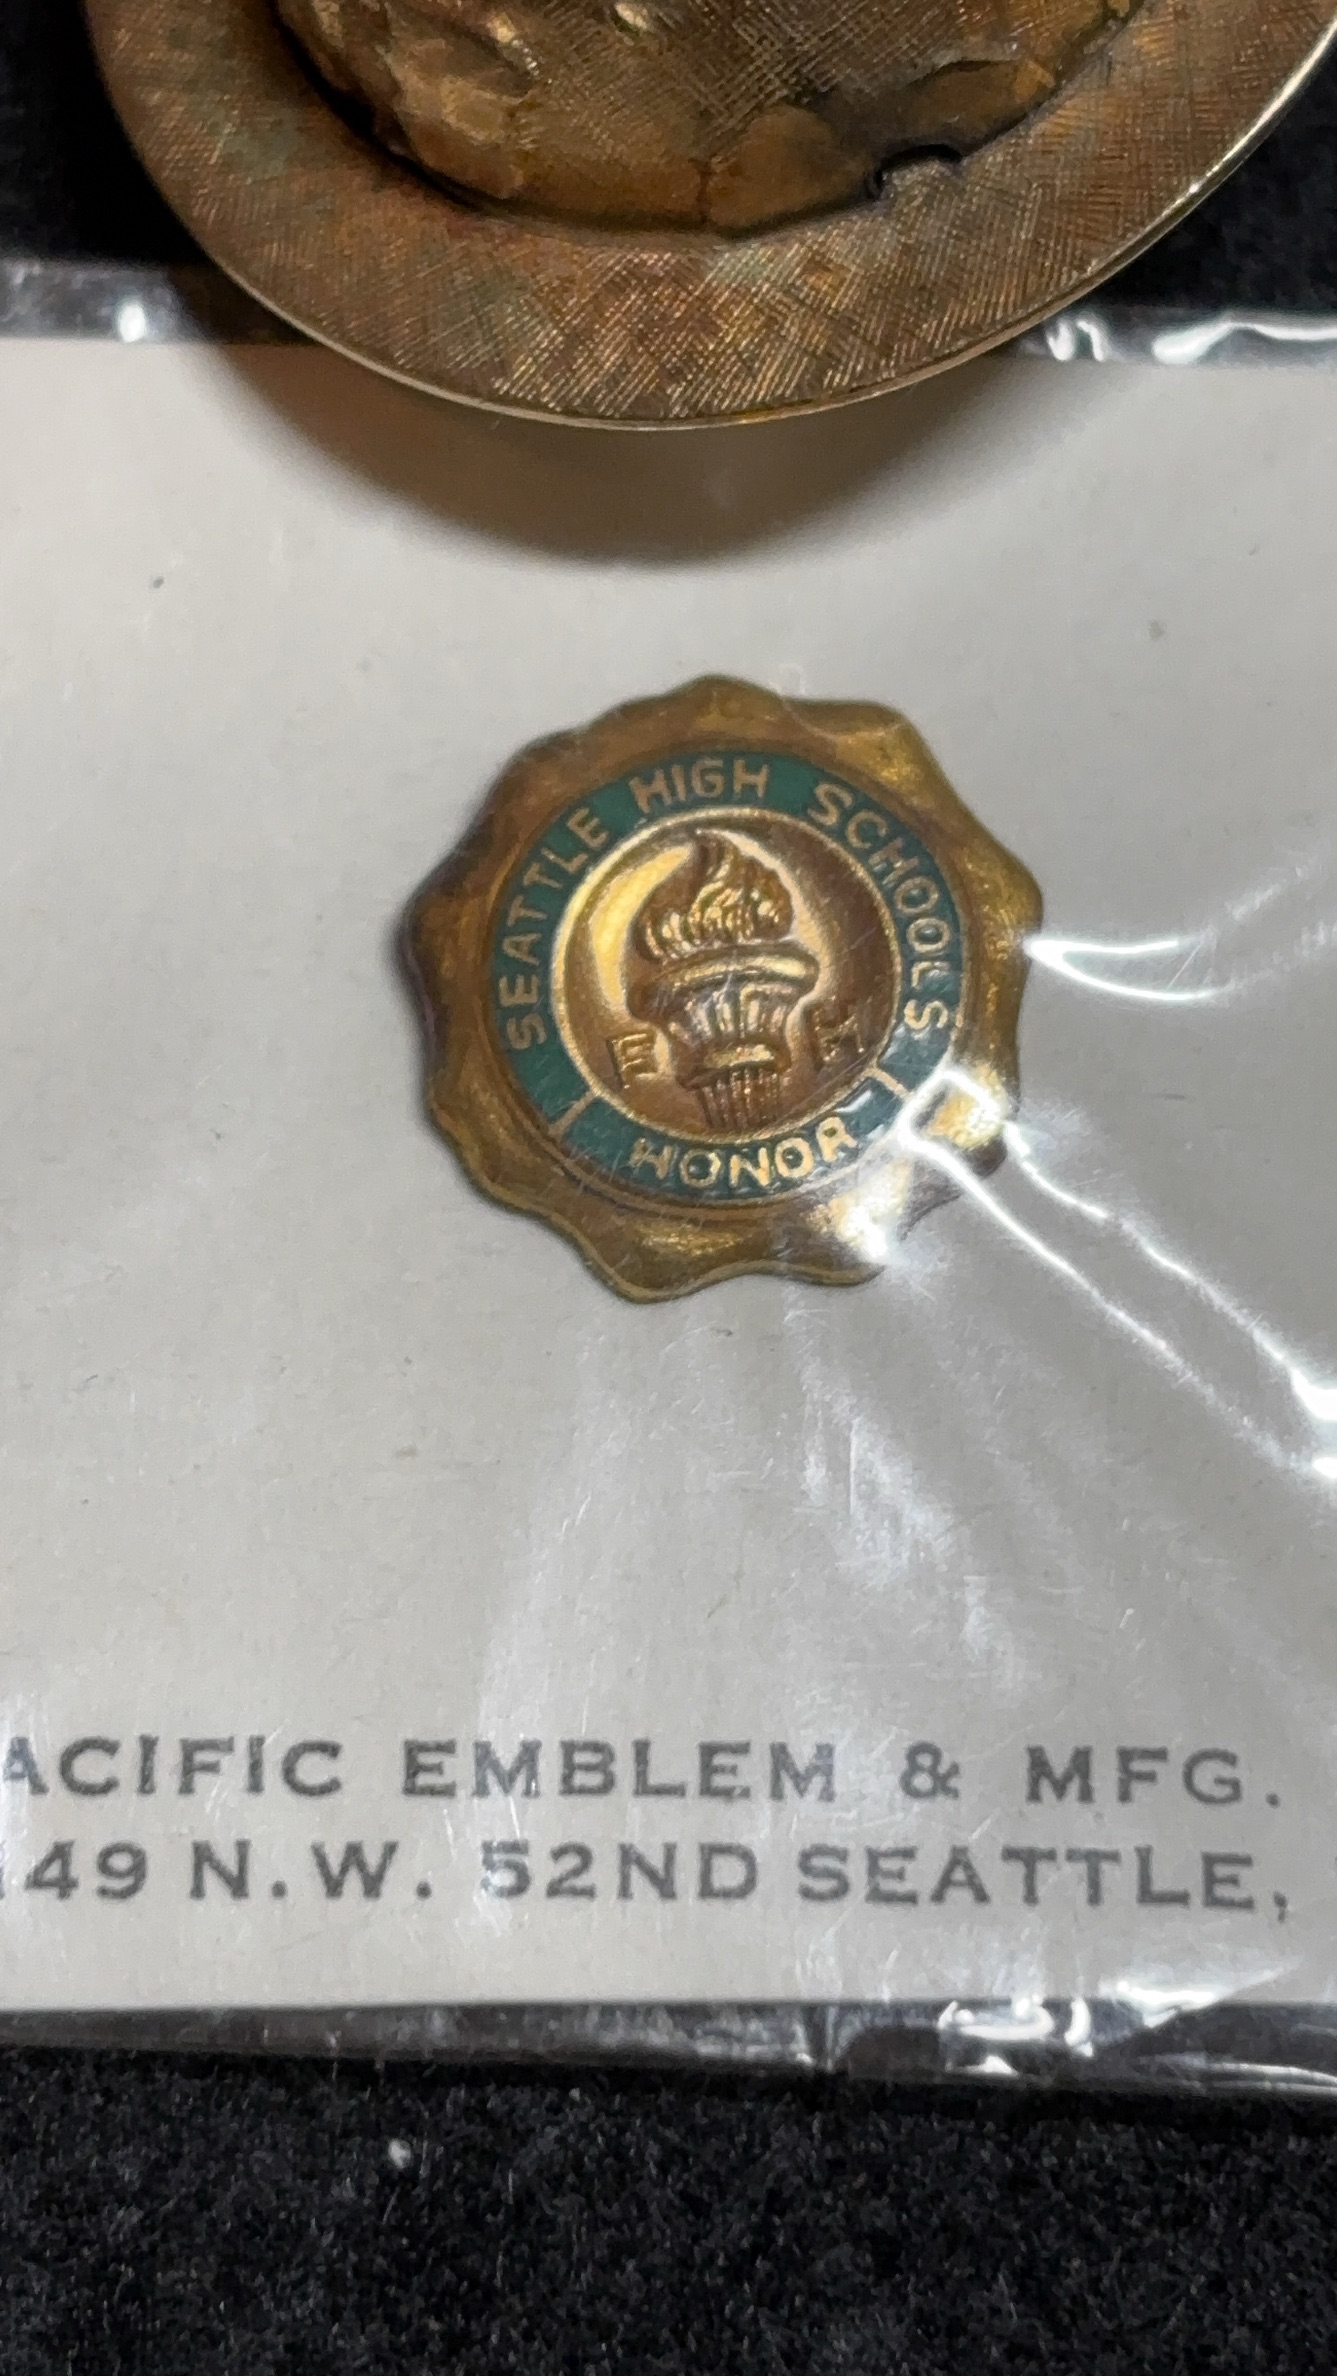 SEATTLE HIGH SCHOOLS
E
HONOR
ACIFIC EMBLEM & MFG.
49 N.W. 52ND SEATTLE,